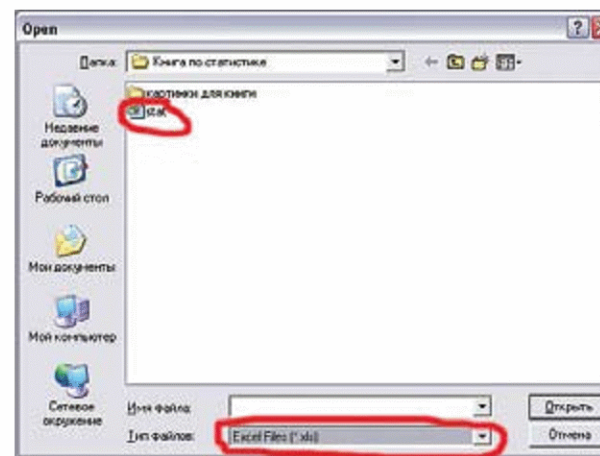 Open
Папка:
Книга по статистике
картинки для книги
stat
Недавние
документы
Рабочий стол
Мои документы
Мой компьютер
Сетевое
окружение
Имя файла:
Открыть
Тип файлов:
Excel Files (*.xls)
Отмена